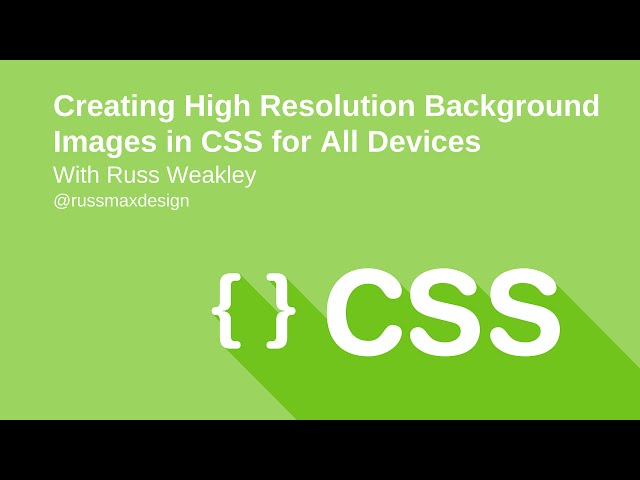 Creating High Resolution Background
Images in CSS for All Devices
With Russ Weakley
@russmaxdesign
{ } CSS